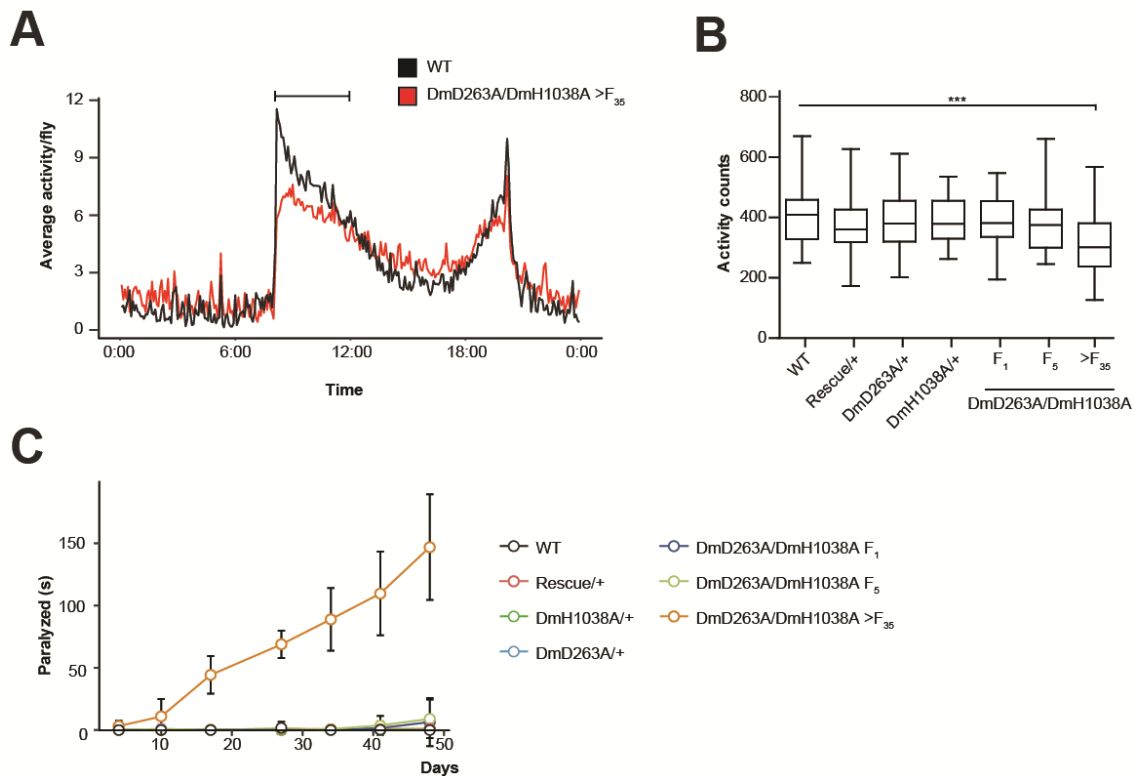 A
WT
DmD263A/DmH1038A >F35
Average activity/fly
12
9
6
3
0
0:00
6:00
12:00
18:00
0:00
Time
B
***
Activity counts
800
600
400
200
0
WT
Rescue/+
DmD263A/+
DmH1038A/+
F1
F5
>F35
DmD263A/DmH1038A
C
Paralyzed (s)
150
100
50
0
10
20
30
40
50
Days
WT
Rescue/+
DmH1038A/+
DmD263A/+
DmD263A/DmH1038A F1
DmD263A/DmH1038A F5
DmD263A/DmH1038A >F35